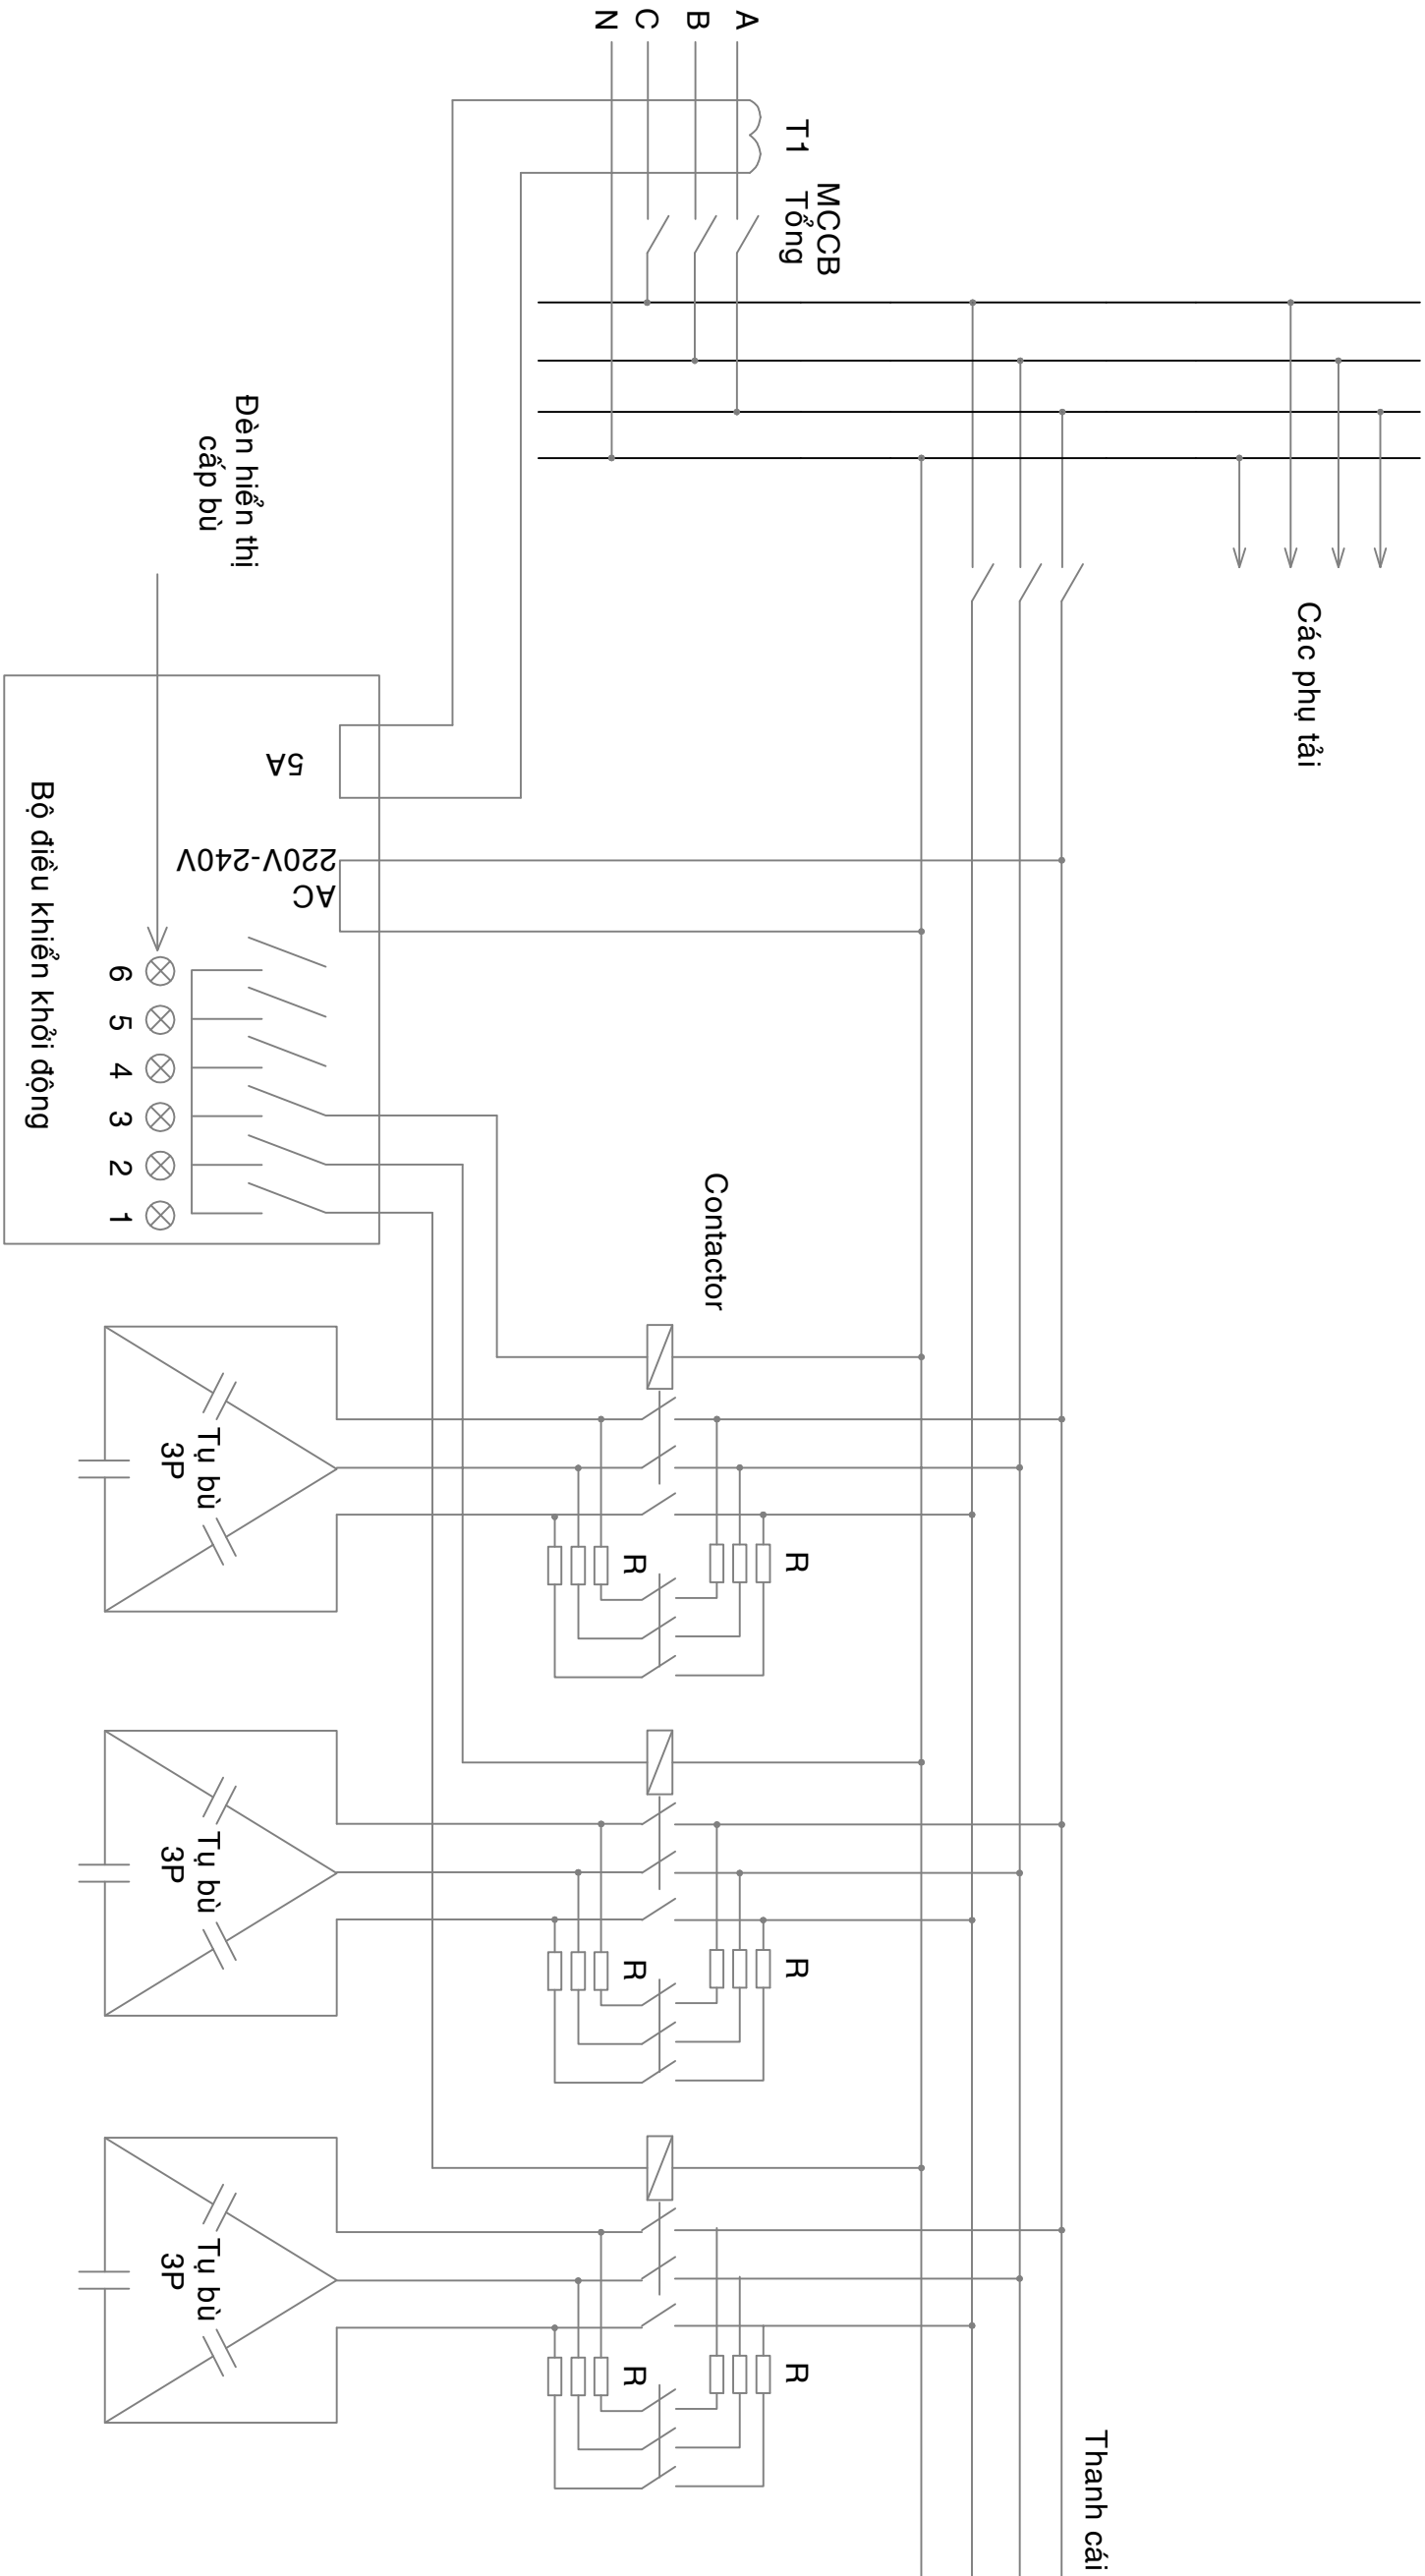 A
B
C
N
T1
MCCB
Tổng
Các phụ tải
Đèn hiển thị
cấp bù
5A
220V-240V
AC
6
5
4
3
2
1
Bộ điều khiển khởi động
Contactor
R
R
Tụ bù
3P
R
R
Tụ bù
3P
R
R
Tụ bù
3P
Thanh cái